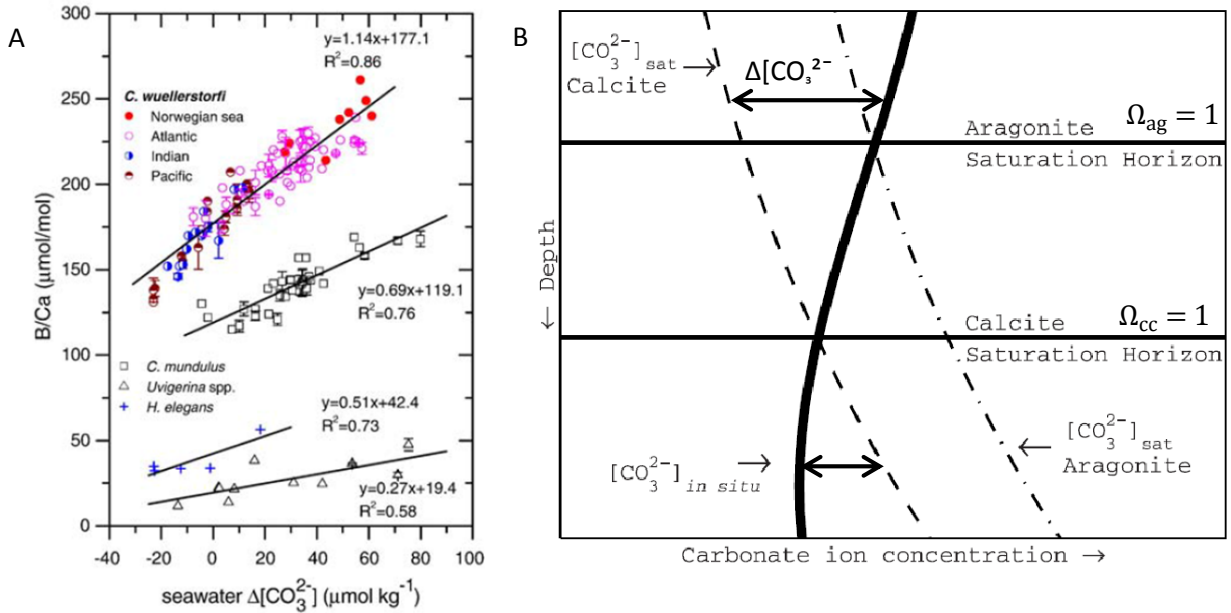 A
300
250
200
150
100
50
0
B/Ca (μmol/mol)
y=1.14x+177.1
R²=0.86
C. wuellerstorfi
Norwegian sea
Atlantic
Indian
Pacific
y=0.69x+119.1
R²=0.76
C. mundulus
Uvigerina spp.
H. elegans
y=0.51x+42.4
R²=0.73
y=0.27x+19.4
R²=0.58
-40 -20 0 20 40 60 80 100
seawater Δ[CO₃²⁻] (μmol kg⁻¹)
B
[CO₃²⁻]sat →
Calcite
Δ[CO₃²⁻
Aragonite Ωag = 1
Saturation Horizon
← Depth
Calcite Ωcc = 1
Saturation Horizon
← [CO₃²⁻]sat
Aragonite
[CO₃²⁻]in situ →
Carbonate ion concentration →